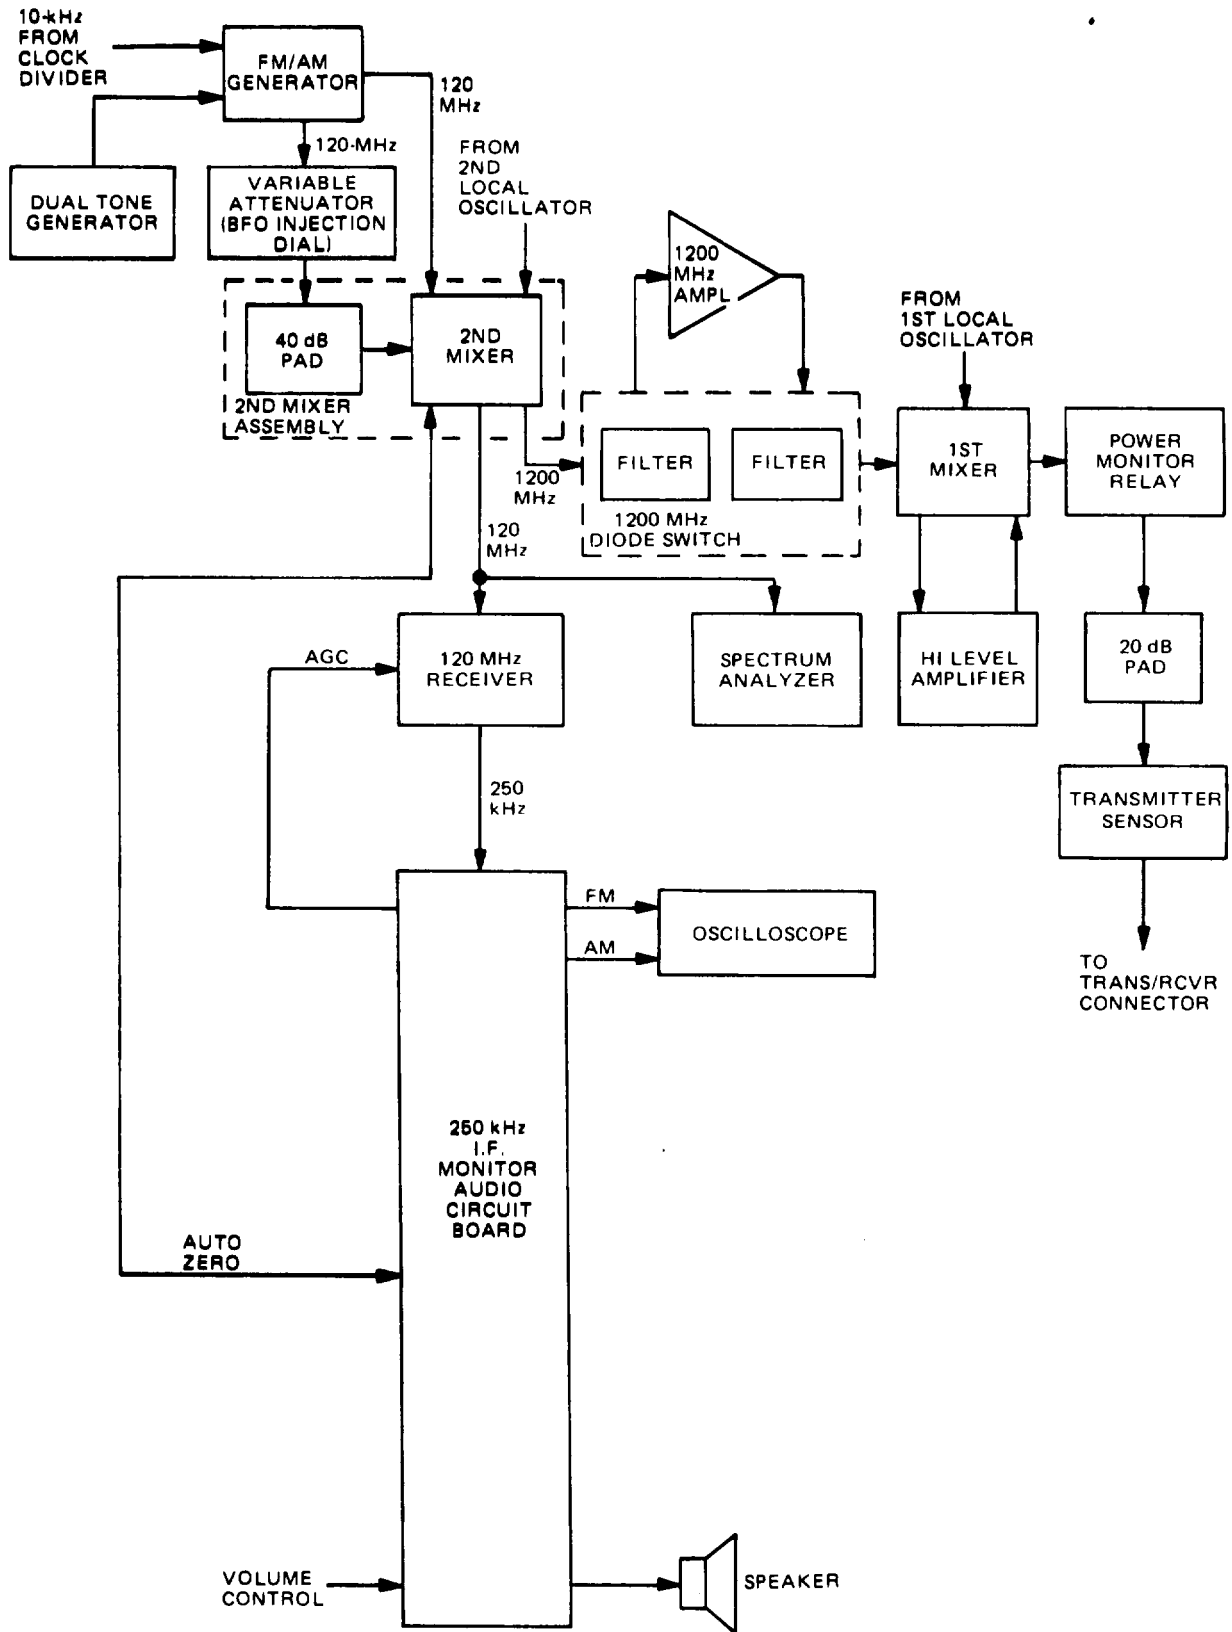 10-kHz
FROM
CLOCK
DIVIDER
FM/AM
GENERATOR
120
MHz
120-MHz
DUAL TONE
GENERATOR
VARIABLE
ATTENUATOR
(BFO INJECTION
DIAL)
FROM
2ND
LOCAL
OSCILLATOR
40 dB
PAD
2ND
MIXER
2ND MIXER
ASSEMBLY
1200
MHz
AMPL
FROM
1ST LOCAL
OSCILLATOR
FILTER
FILTER
1200 MHz
DIODE SWITCH
1200
MHz
120
MHz
1ST
MIXER
POWER
MONITOR
RELAY
AGC
120 MHz
RECEIVER
SPECTRUM
ANALYZER
HI LEVEL
AMPLIFIER
20 dB
PAD
250
kHz
TRANSMITTER
SENSOR
FM
AM
OSCILLOSCOPE
TO
TRANS/RCVR
CONNECTOR
250 kHz
I.F.
MONITOR
AUDIO
CIRCUIT
BOARD
AUTO
ZERO
VOLUME
CONTROL
SPEAKER